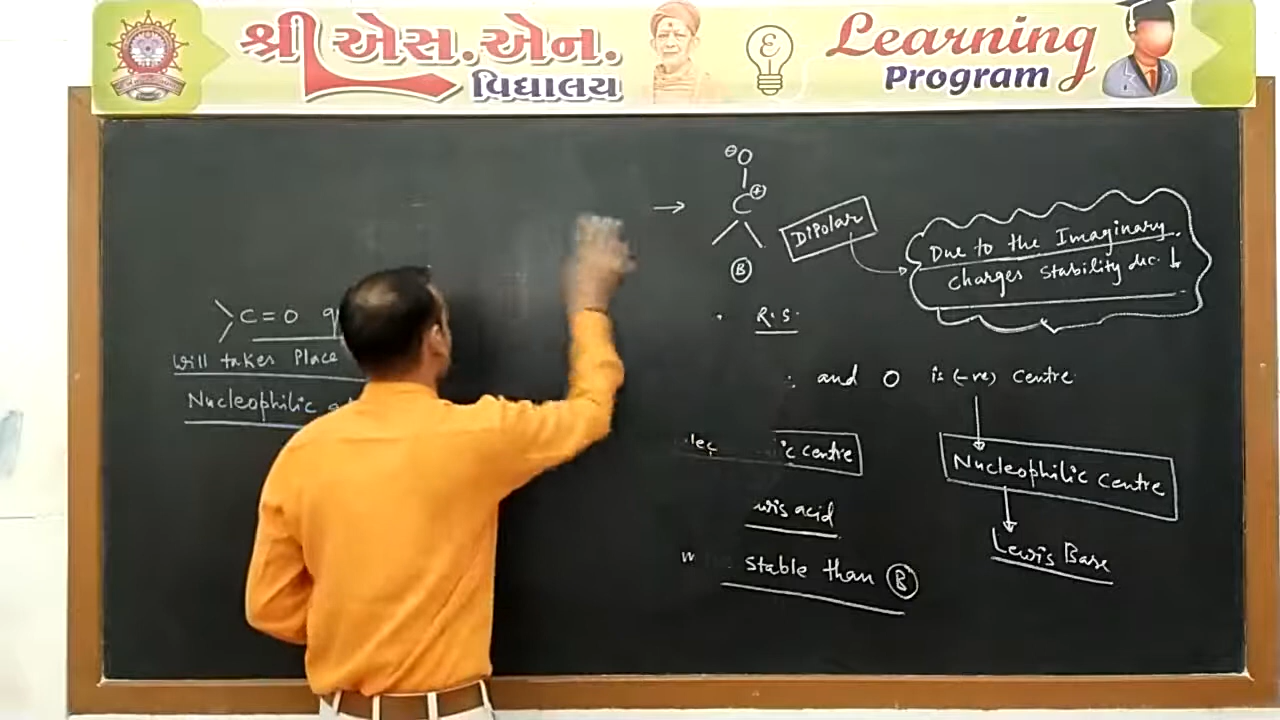 શ્રી એસ.એન.
વિદ્યાલય
Learning
Program
⊖O
→ C⊕
B
Dipolar
Due to the Imaginary
charges stability dec. ↓
R.S.
C = O
will takes place
Nucleophilic
and O is (-ve) centre
ic centre
Nucleophilic centre
acid
Lewis Base
stable than B